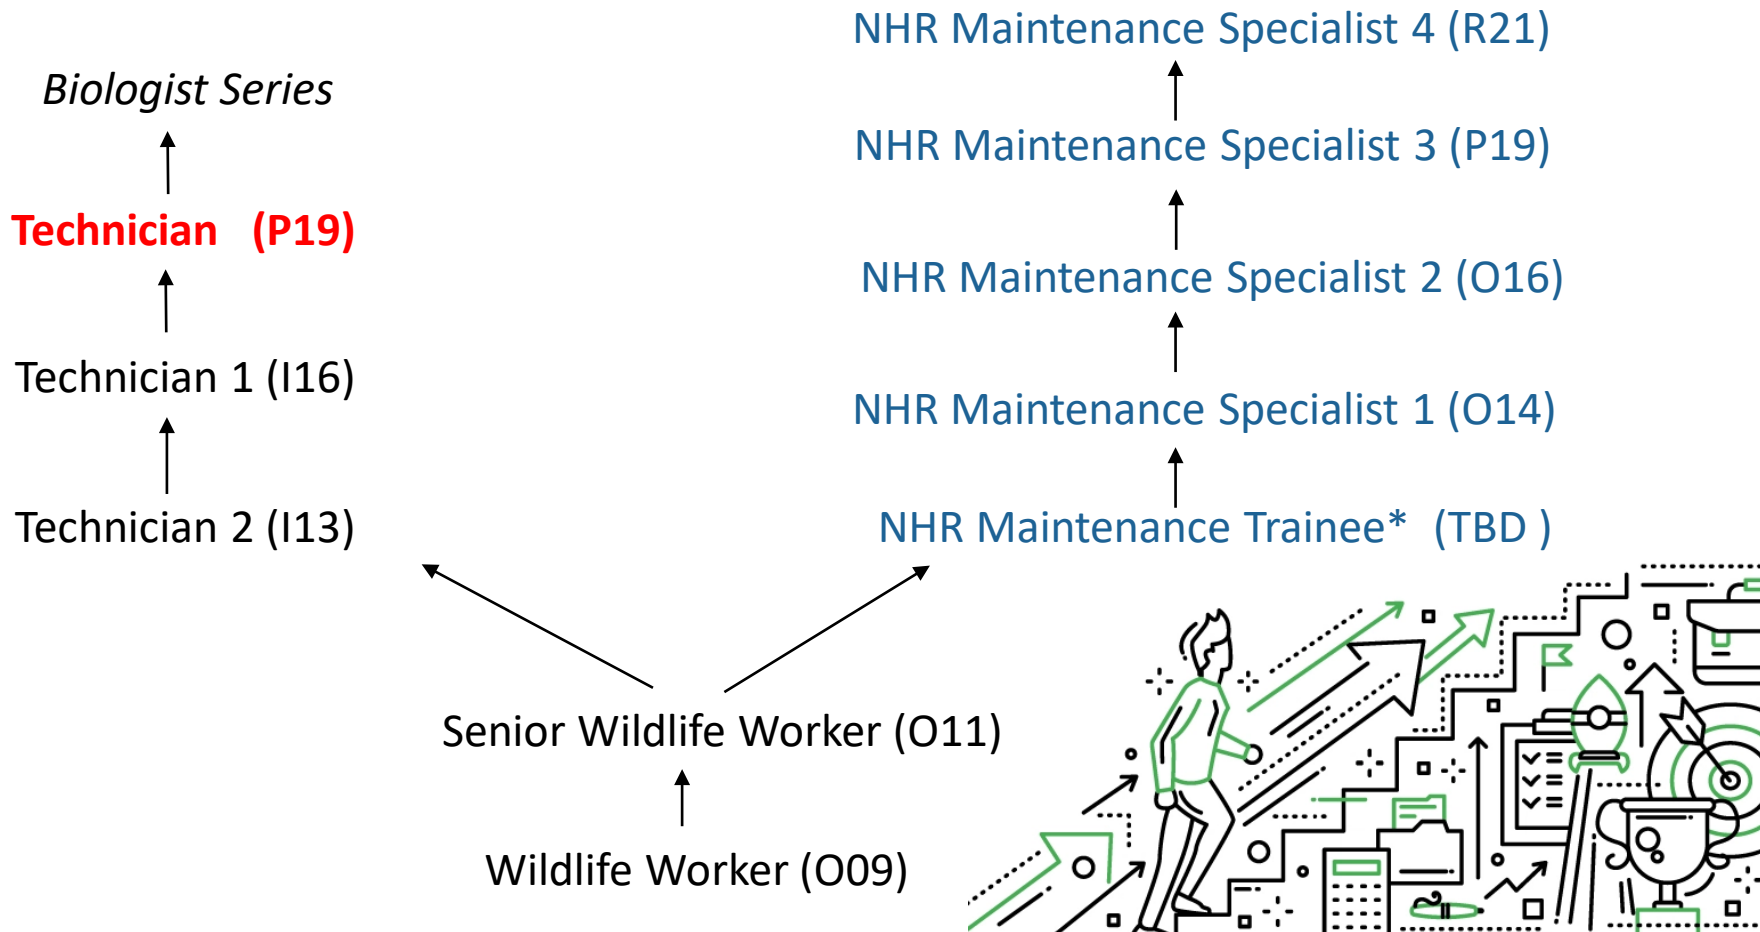 Biologist Series
Technician (P19)
Technician 1 (I16)
Technician 2 (I13)
NHR Maintenance Specialist 4 (R21)
NHR Maintenance Specialist 3 (P19)
NHR Maintenance Specialist 2 (O16)
NHR Maintenance Specialist 1 (O14)
NHR Maintenance Trainee* (TBD )
Senior Wildlife Worker (O11)
Wildlife Worker (O09)